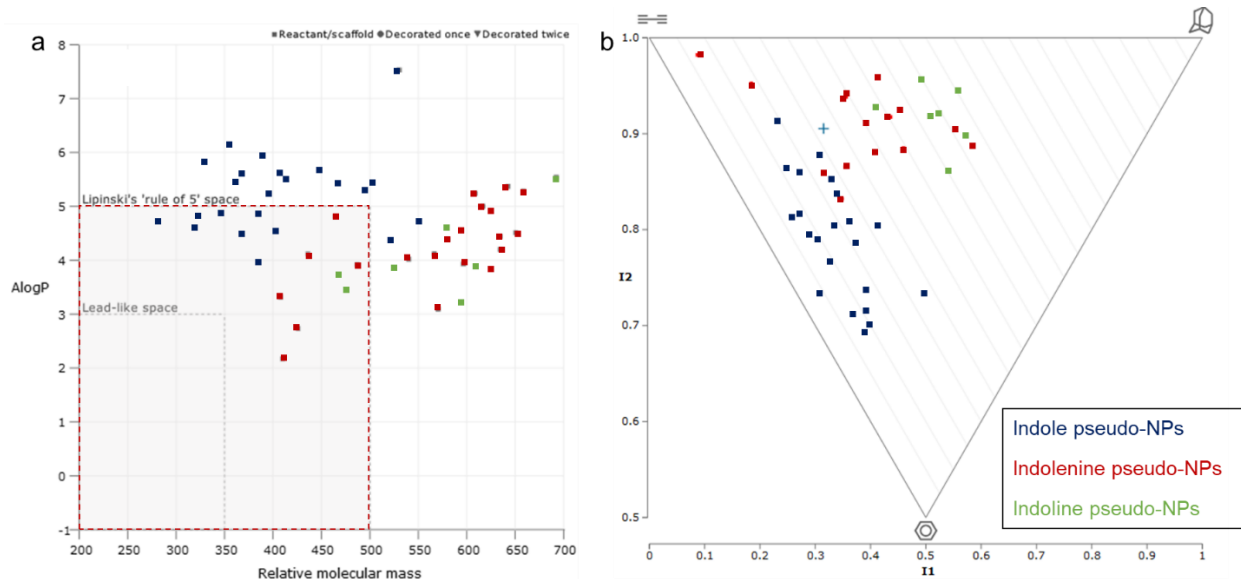 a
■Reactant/scaffold ●Decorated once ▼Decorated twice
8
7
6
5
4
3
2
1
0
-1
AlogP
Lipinski's 'rule of 5' space
Lead-like space
200 250 300 350 400 450 500 550 600 650 700
Relative molecular mass
b
1.0
0.9
0.8
0.7
0.6
0.5
I2
0 0.1 0.2 0.3 0.4 0.5 0.6 0.7 0.8 0.9 1
I1
Indole pseudo-NPs
Indolenine pseudo-NPs
Indoline pseudo-NPs